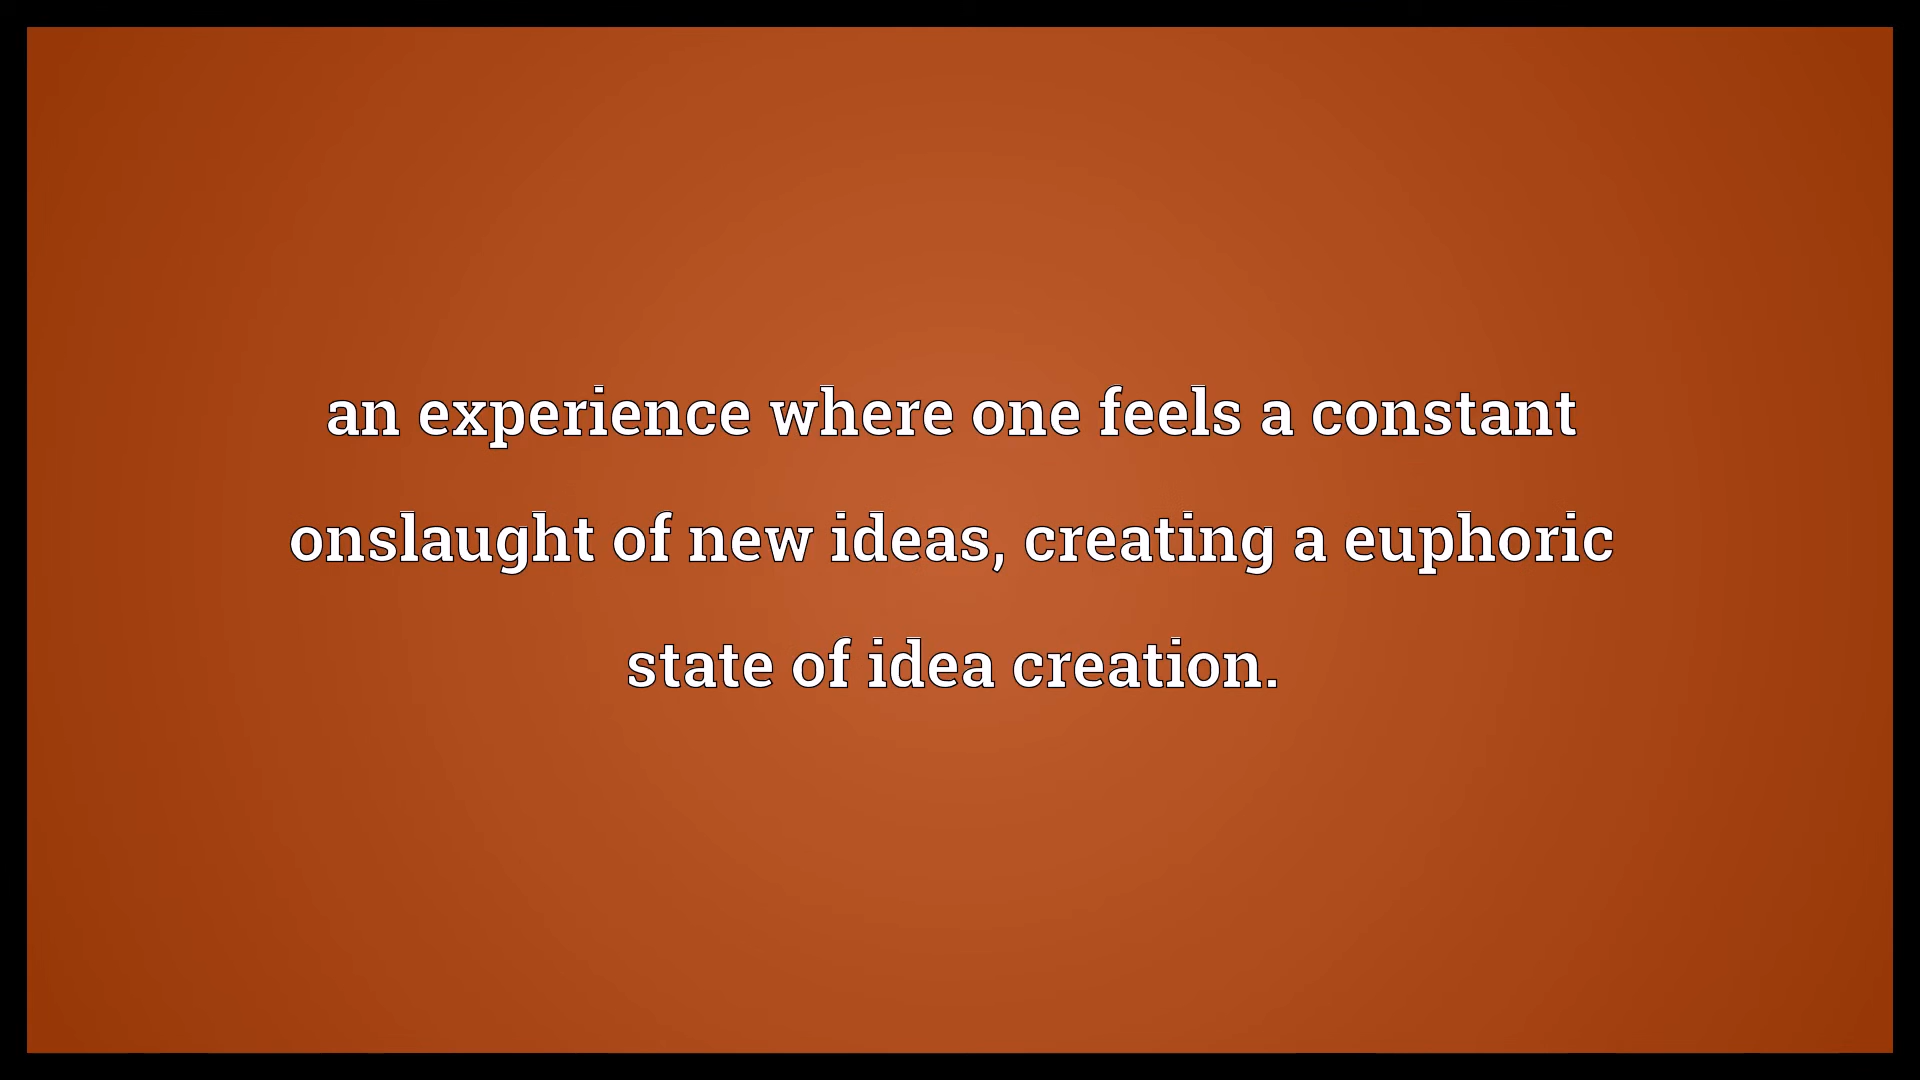 an experience where one feels a constant
onslaught of new ideas, creating a euphoric
state of idea creation.